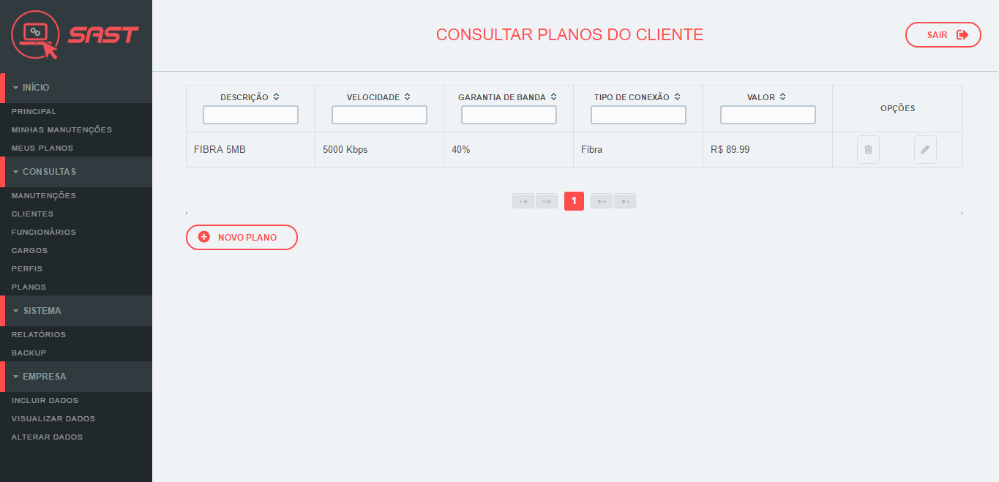 SAST
CONSULTAR PLANOS DO CLIENTE
SAIR
INÍCIO
PRINCIPAL
MINHAS MANUTENÇÕES
MEUS PLANOS
CONSULTAS
MANUTENÇÕES
CLIENTES
FUNCIONÁRIOS
CARGOS
PERFIS
PLANOS
SISTEMA
RELATÓRIOS
BACKUP
EMPRESA
INCLUIR DADOS
VISUALIZAR DADOS
ALTERAR DADOS
DESCRIÇÃO VELOCIDADE GARANTIA DE BANDA TIPO DE CONEXÃO VALOR OPÇÕES
FIBRA 5MB 5000 Kbps 40% Fibra R$ 89.99
1
NOVO PLANO